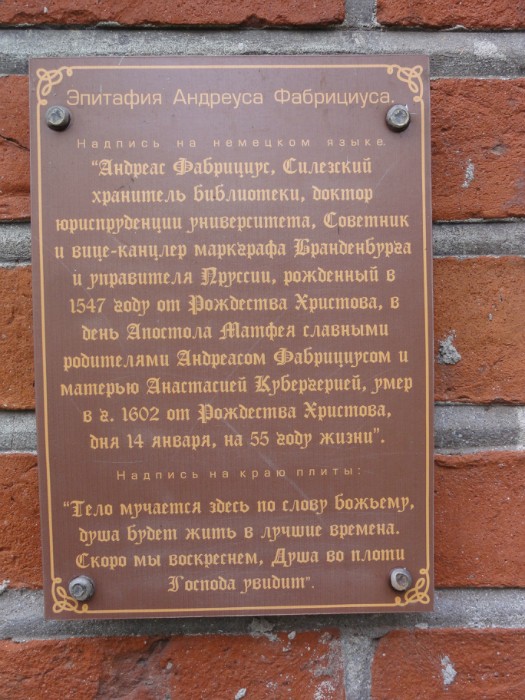 Эпитафия Андреуса Фабрициуса.
Надпись на немецком языке.
"Андреас Фабрициус, Силезский
хранитель библиотеки, доктор
юриспруденции университета, Советник
и вице-канцлер маркграфа Бранденбурга
и управителя Пруссии, рожденный в
1547 году от Рождества Христова, в
день Апостола Матфея славными
родителями Андреасом Фабрициусом и
матерью Анастасией Кубергерией, умер
в г. 1602 от Рождества Христова,
дня 14 января, на 55 году жизни".
Надпись на краю плиты:
"Тело мучается здесь по слову божьему,
душа будет жить в лучшие времена.
Скоро мы воскреснем, Душа во плоти
Господа увидит".